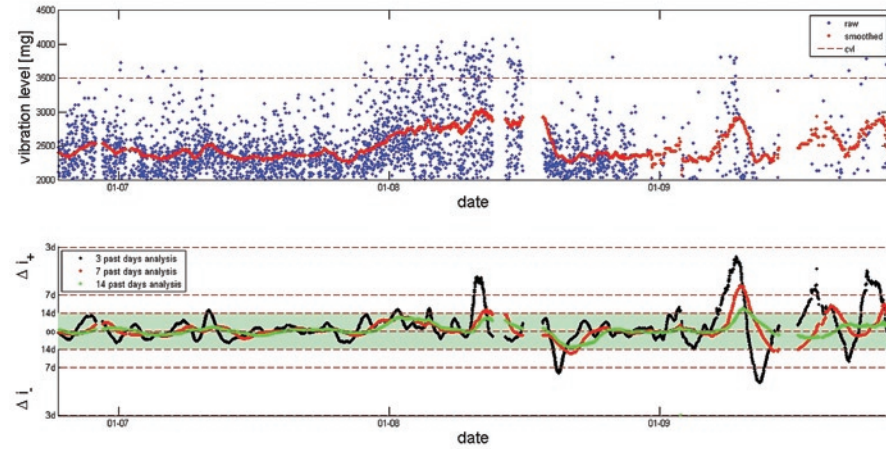 4500
4000
3500
3000
2500
2000
vibration level [mg]
raw
smoothed
cvl
01-07
01-08
01-09
date
3d
7d
14d
∞
14d
7d
3d
Δ i₊
Δ i₋
3 past days analysis
7 past days analysis
14 past days analysis
01-07
01-08
01-09
date